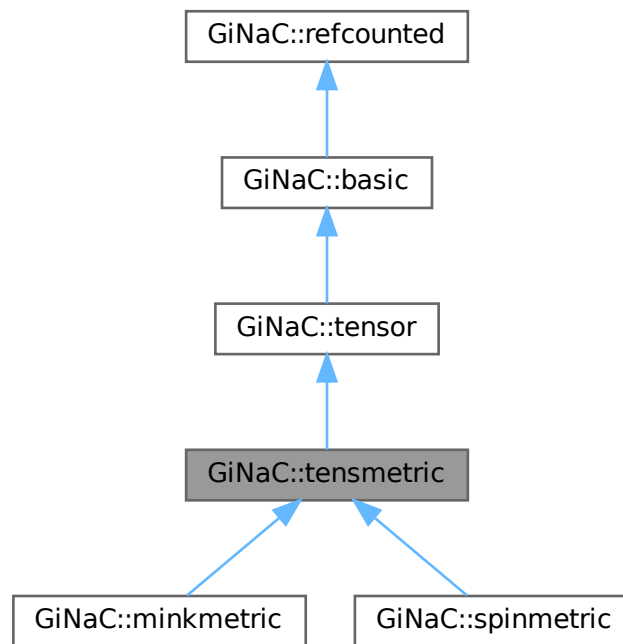 GiNaC::refcounted
GiNaC::basic
GiNaC::tensor
GiNaC::tensmetric
GiNaC::minkmetric
GiNaC::spinmetric